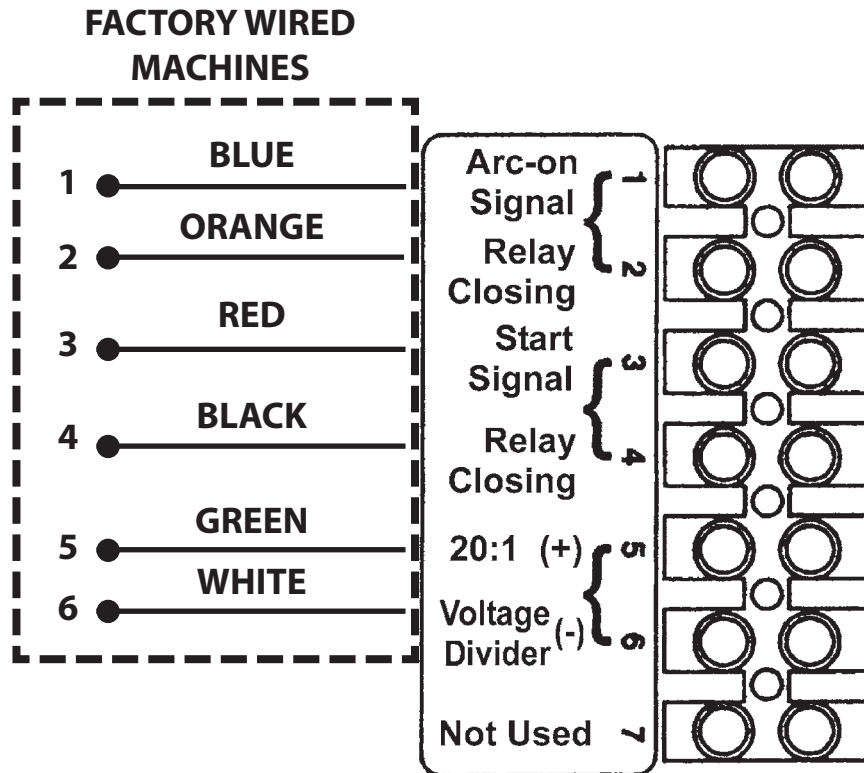 FACTORY WIRED
MACHINES
1 BLUE
2 ORANGE
3 RED
4 BLACK
5 GREEN
6 WHITE
Arc-on
Signal
1
Relay
Closing
2
Start
Signal
3
Relay
Closing
4
20:1 (+) 5
Voltage
Divider (-)
6
Not Used 7